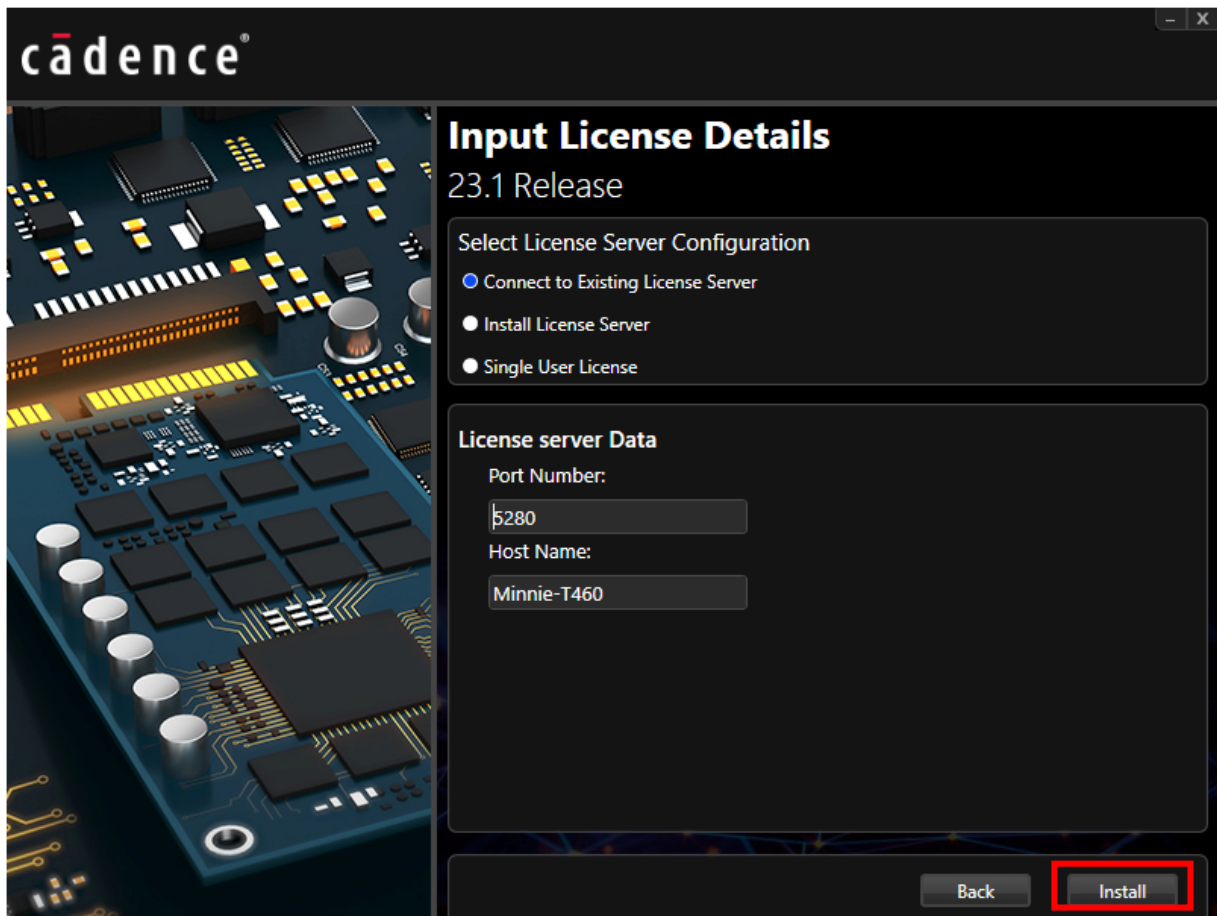 cādence®
– X
Input License Details
23.1 Release
Select License Server Configuration
Connect to Existing License Server
Install License Server
Single User License
License server Data
Port Number:
5280
Host Name:
Minnie-T460
Back Install